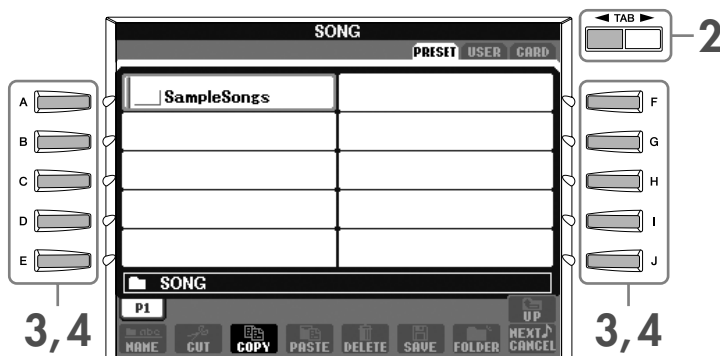 SONG
◄ TAB ►
2
PRESET USER CARD
A
SampleSongs
F
B
G
C
H
D
I
E
J
SONG
P1
UP
3,4
3,4
NAME CUT COPY PASTE DELETE SAVE FOLDER NEXT♪ CANCEL
abc